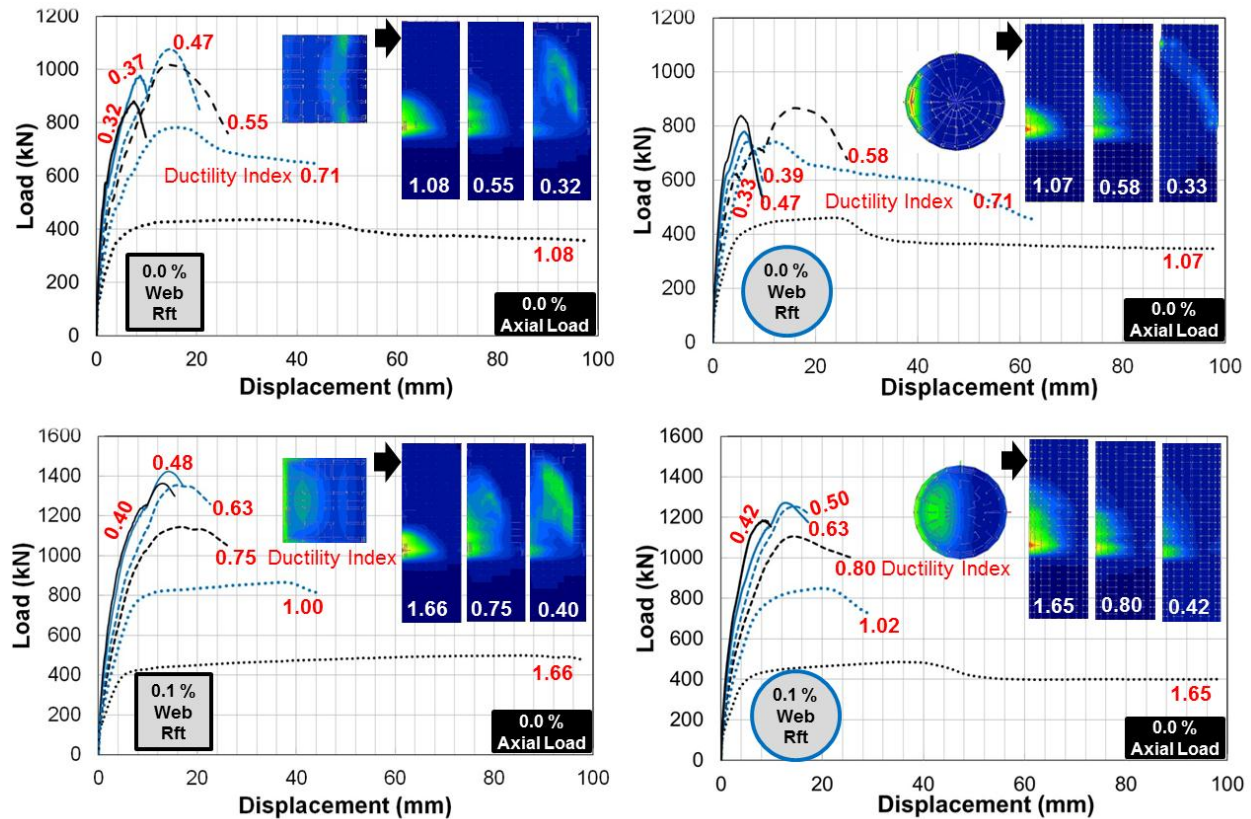 1200
1000
800
600
400
200
0
Load (kN)
0 20 40 60 80 100
Displacement (mm)
0.32
0.37
0.47
0.55
Ductility Index 0.71
1.08
1.08 0.55 0.32
0.0 %
Web
Rft
0.0 %
Axial Load
1200
1000
800
600
400
200
0
Load (kN)
0 20 40 60 80 100
Displacement (mm)
0.33
0.47
0.39
0.58
Ductility Index 0.71
1.07
1.07 0.58 0.33
0.0 %
Web
Rft
0.0 %
Axial Load
1600
1400
1200
1000
800
600
400
200
0
Load (kN)
0 20 40 60 80 100
Displacement (mm)
0.40
0.48
0.63
0.75 Ductility Index
1.00
1.66
1.66 0.75 0.40
0.1 %
Web
Rft
0.0 %
Axial Load
1600
1400
1200
1000
800
600
400
200
0
Load (kN)
0 20 40 60 80 100
Displacement (mm)
0.42
0.50
0.63
0.80 Ductility Index
1.02
1.65
1.65 0.80 0.42
0.1 %
Web
Rft
0.0 %
Axial Load